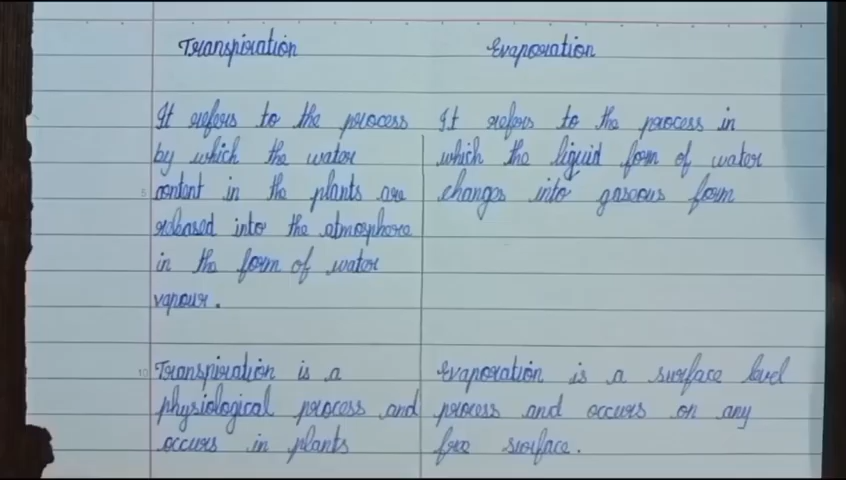 Transpiration
Evaporation
It refers to the process
by which the water
content in the plants are
released into the atmosphere
in the form of water
vapour.
It refers to the process in
which the liquid form of water
changes into gaseous form
5
10
Transpiration is a
physiological process and
occurs in plants
Evaporation is a surface level
process and occurs on any
free surface.